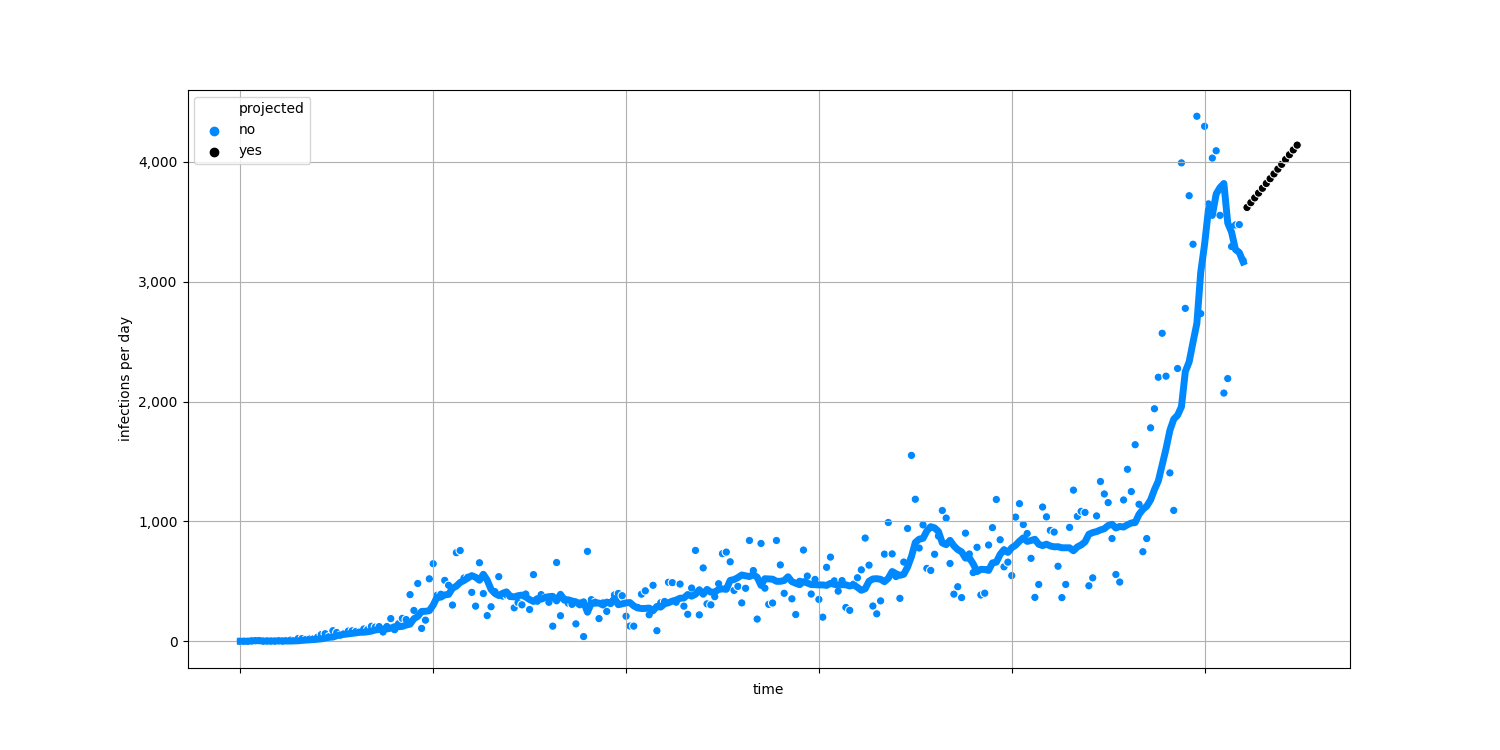 projected
no
yes
4,000
3,000
2,000
1,000
0
infections per day
time